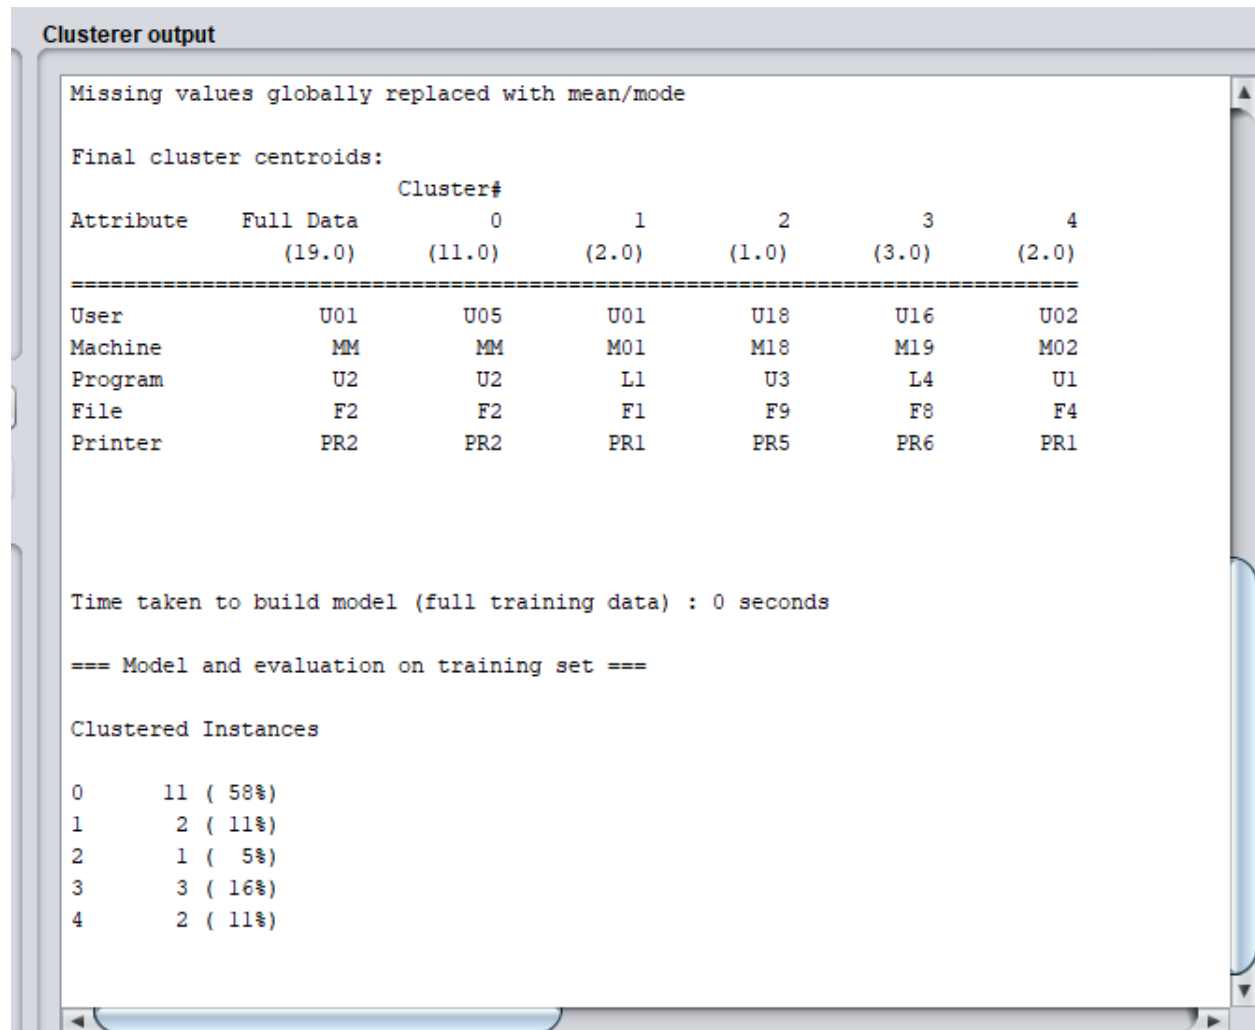 Clusterer output
Missing values globally replaced with mean/mode
Final cluster centroids:
Cluster#
Attribute Full Data 0 1 2 3 4
(19.0) (11.0) (2.0) (1.0) (3.0) (2.0)
==========================================================================
User U01 U05 U01 U18 U16 U02
Machine MM MM M01 M18 M19 M02
Program U2 U2 L1 U3 L4 U1
File F2 F2 F1 F9 F8 F4
Printer PR2 PR2 PR1 PR5 PR6 PR1
Time taken to build model (full training data) : 0 seconds
=== Model and evaluation on training set ===
Clustered Instances
0 11 ( 58%)
1 2 ( 11%)
2 1 ( 5%)
3 3 ( 16%)
4 2 ( 11%)